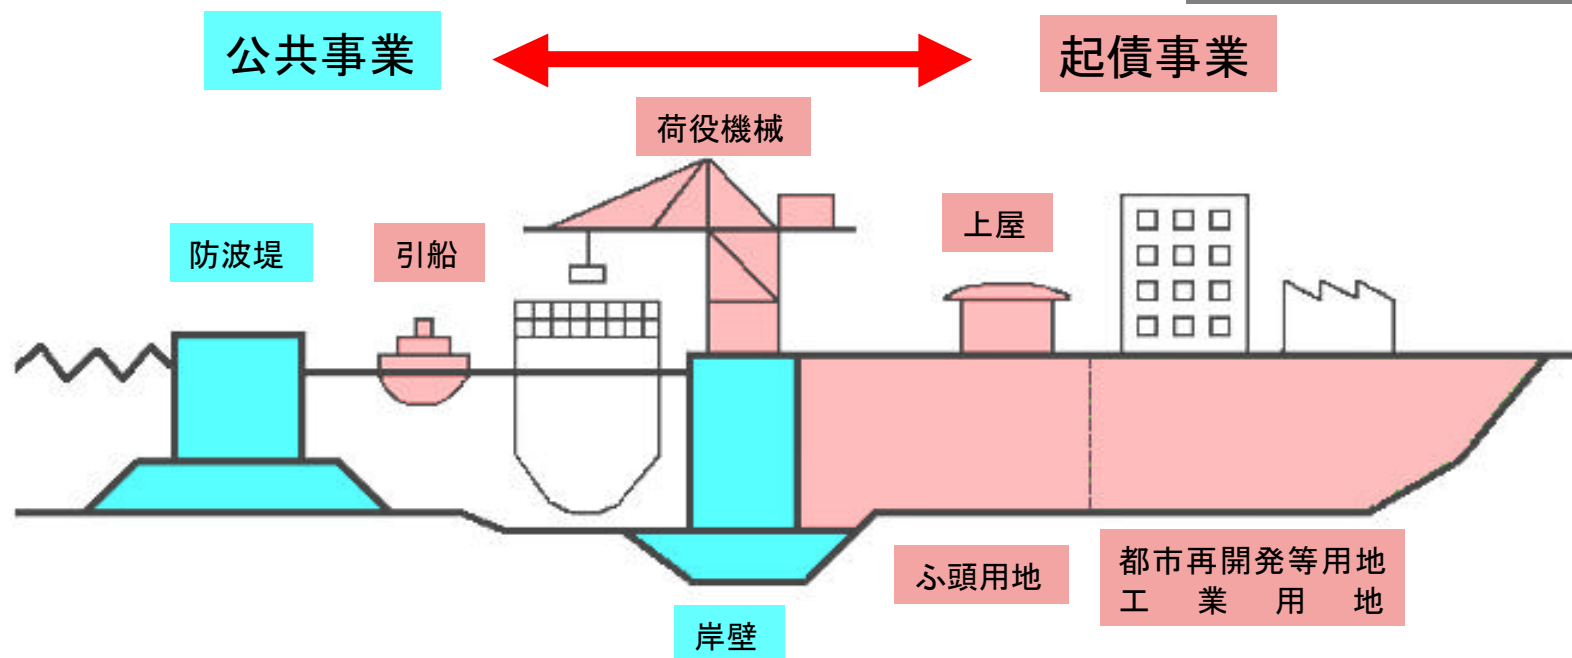 公共事業
起債事業
荷役機械
上屋
防波堤
引船
ふ頭用地
都市再開発等用地
工業用地
岸壁